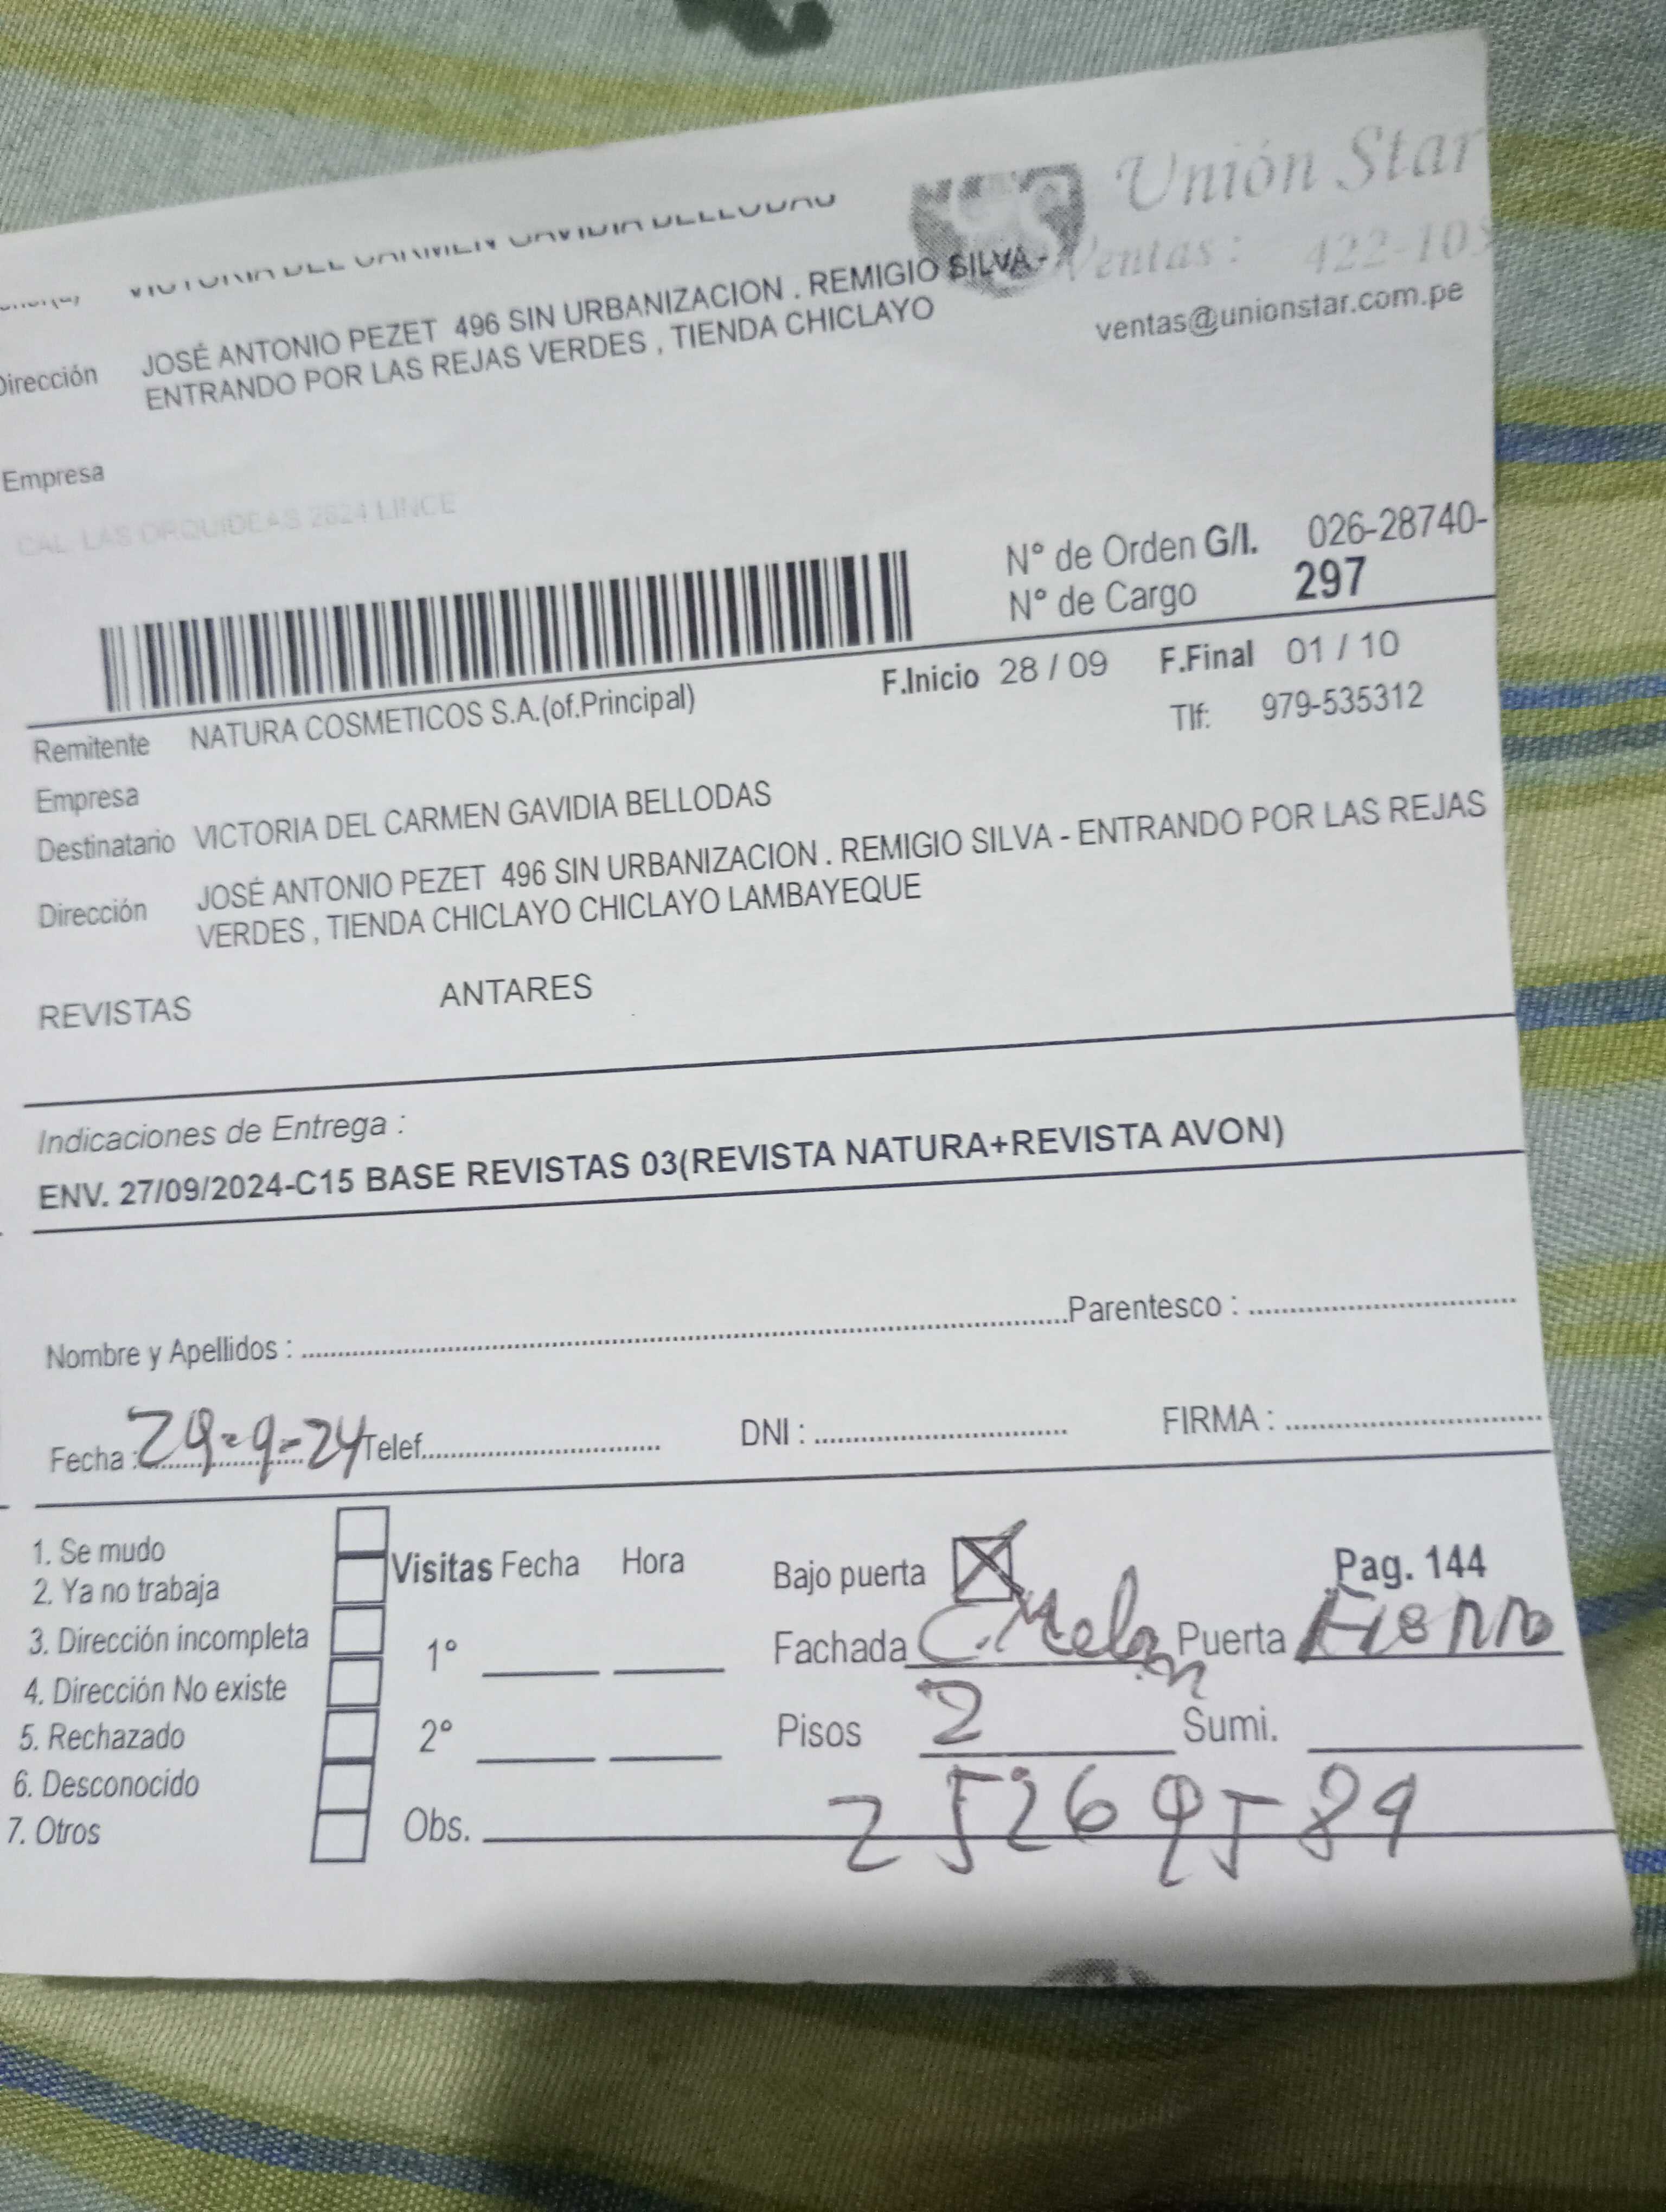 VICTORIA DEL CARMEN GAVIDIA BELLODAS
Unión Star
Ventas : 422-105
ventas@unionstar.com.pe
Dirección JOSÉ ANTONIO PEZET 496 SIN URBANIZACION . REMIGIO SILVA -
ENTRANDO POR LAS REJAS VERDES , TIENDA CHICLAYO
Empresa
CAL. LAS ORQUIDEAS 2624 LINCE
N° de Orden G/I. 026-28740-
N° de Cargo 297
F.Inicio 28 / 09 F.Final 01 / 10
Remitente NATURA COSMETICOS S.A.(of.Principal)
Tlf: 979-535312
Empresa
Destinatario VICTORIA DEL CARMEN GAVIDIA BELLODAS
Dirección JOSÉ ANTONIO PEZET 496 SIN URBANIZACION . REMIGIO SILVA - ENTRANDO POR LAS REJAS
VERDES , TIENDA CHICLAYO CHICLAYO LAMBAYEQUE
REVISTAS ANTARES
Indicaciones de Entrega :
ENV. 27/09/2024-C15 BASE REVISTAS 03(REVISTA NATURA+REVISTA AVON)
Nombre y Apellidos : Parentesco :
Fecha : 29-9-24 Telef. DNI : FIRMA :
1. Se mudo
2. Ya no trabaja
3. Dirección incompleta
4. Dirección No existe
5. Rechazado
6. Desconocido
7. Otros
Visitas Fecha Hora
1°
2°
Obs.
Bajo puerta Pag. 144
Fachada Puerta Fierro
Pisos 2 Sumi.
25269589